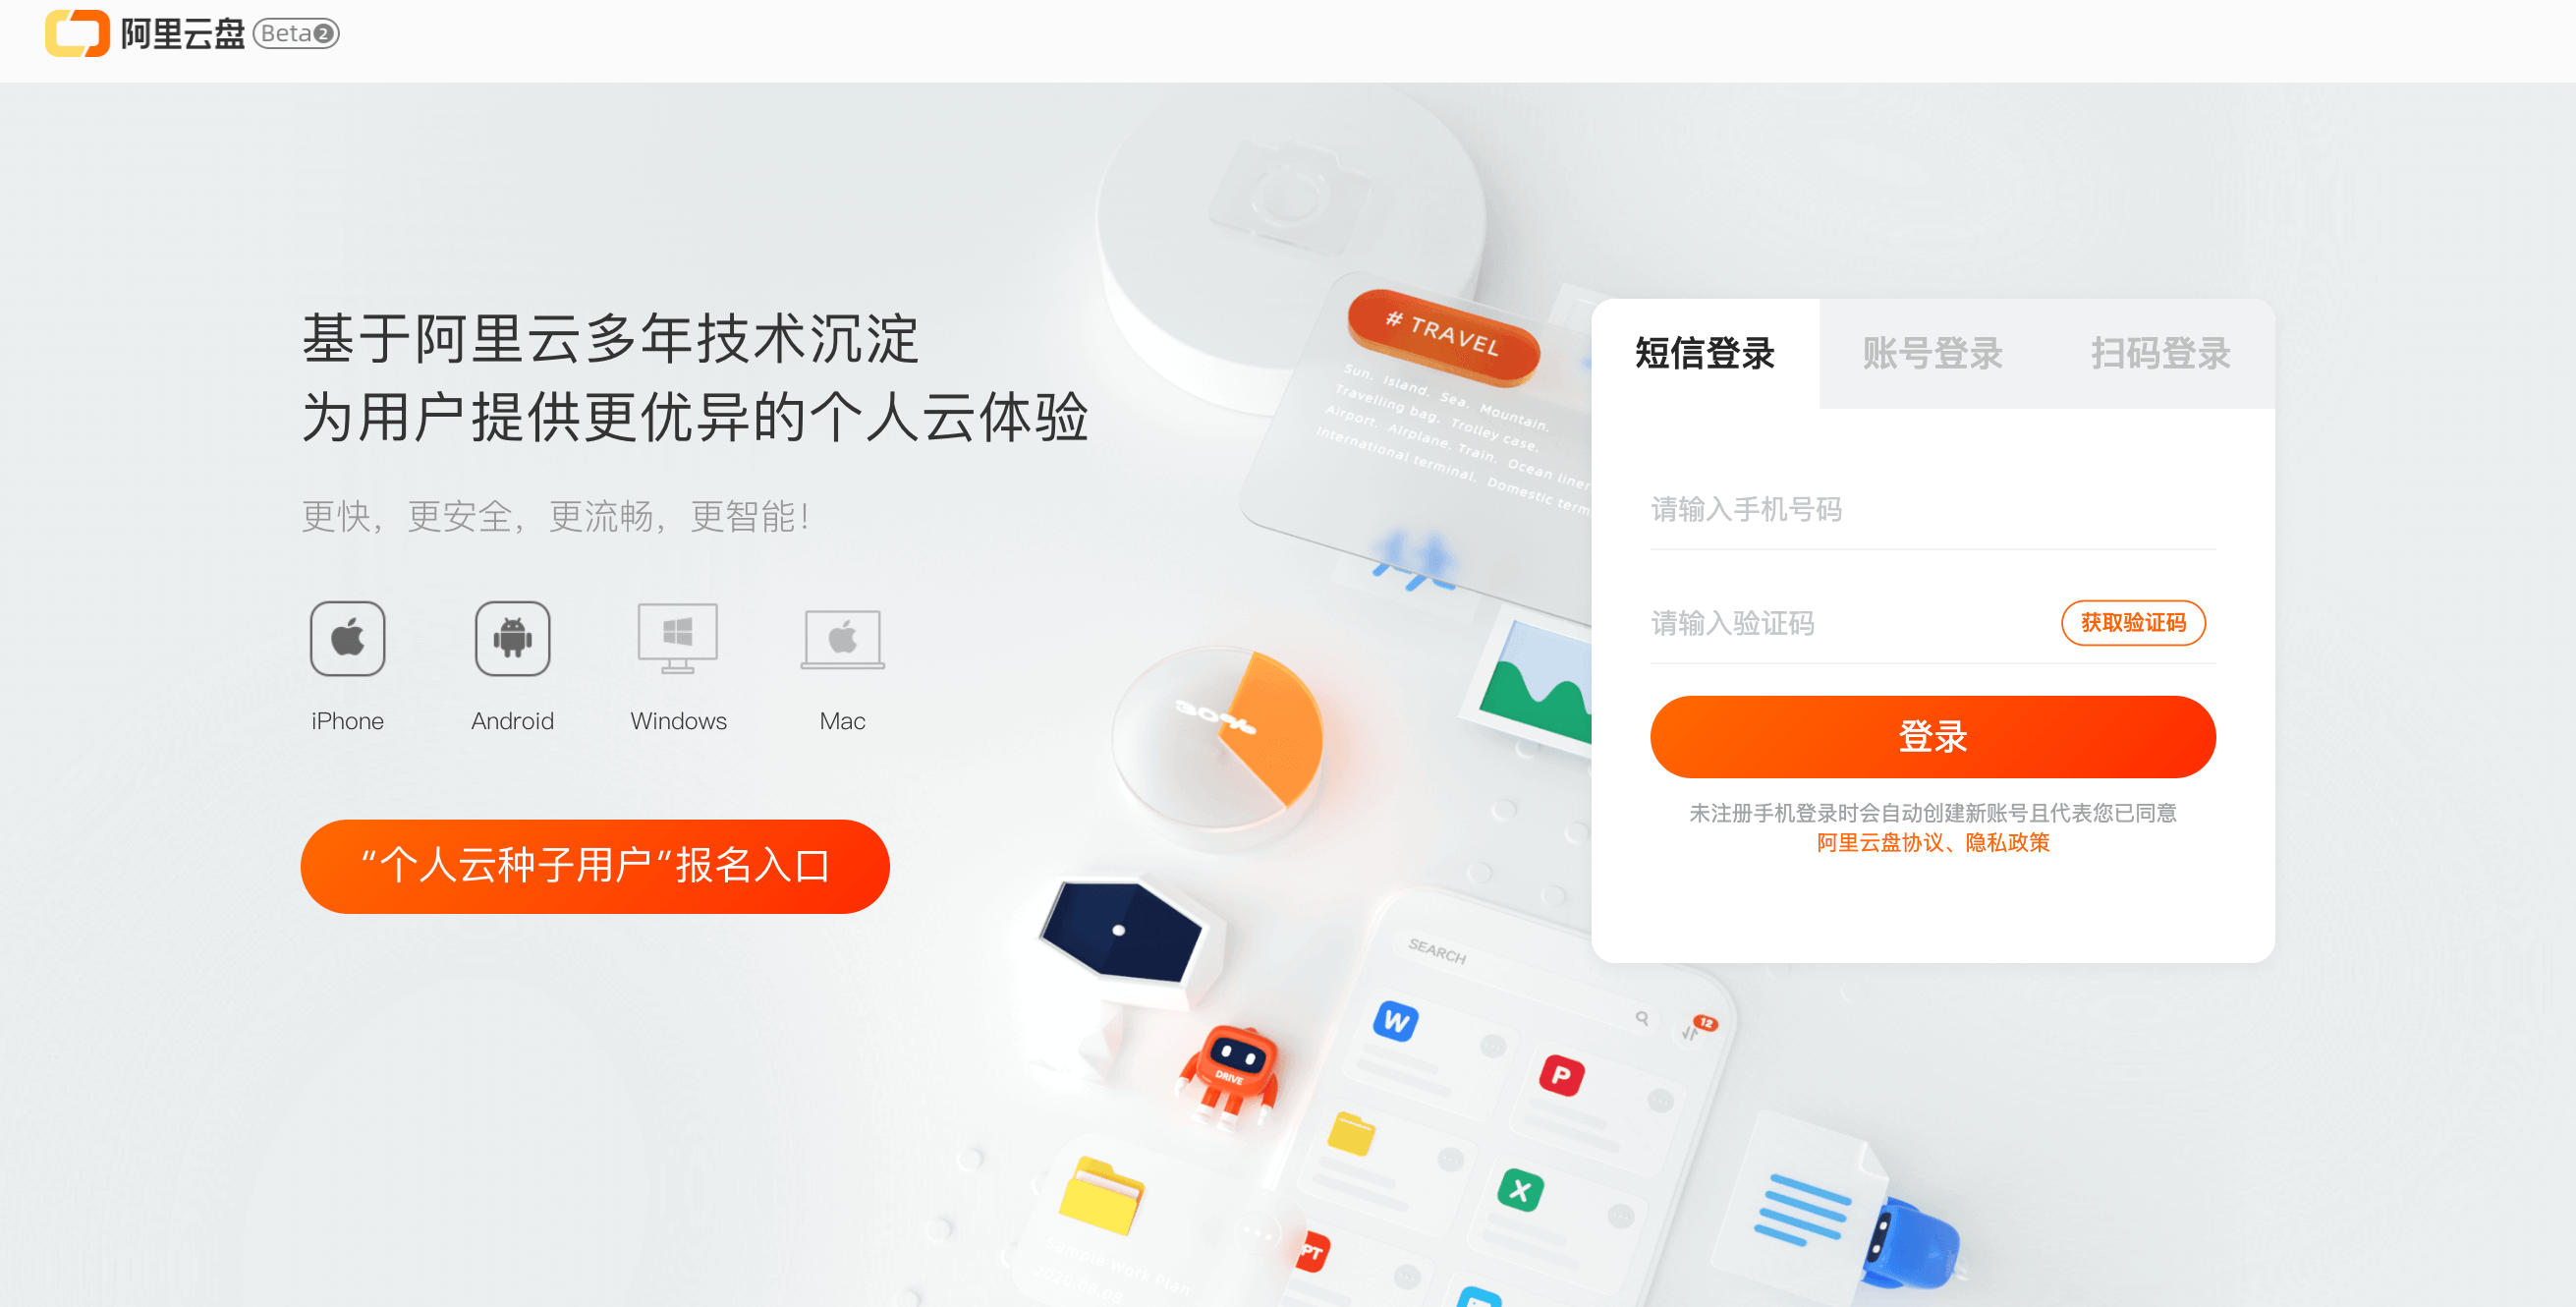 阿里云盘 Beta2
基于阿里云多年技术沉淀
为用户提供更优异的个人云体验
更快，更安全，更流畅，更智能！
iPhone
Android
Windows
Mac
“个人云种子用户”报名入口
# TRAVEL
Sun, Island, Sea, Mountain,
Travelling bag, Trolley case,
Airport, Airplane, Train, Ocean liner
International terminal, Domestic term
30%
DRIVE
SEARCH
12
W
P
X
PT
Sample Work Plan
2020.08.08
短信登录
账号登录
扫码登录
请输入手机号码
请输入验证码
获取验证码
登录
未注册手机登录时会自动创建新账号且代表您已同意
阿里云盘协议、隐私政策